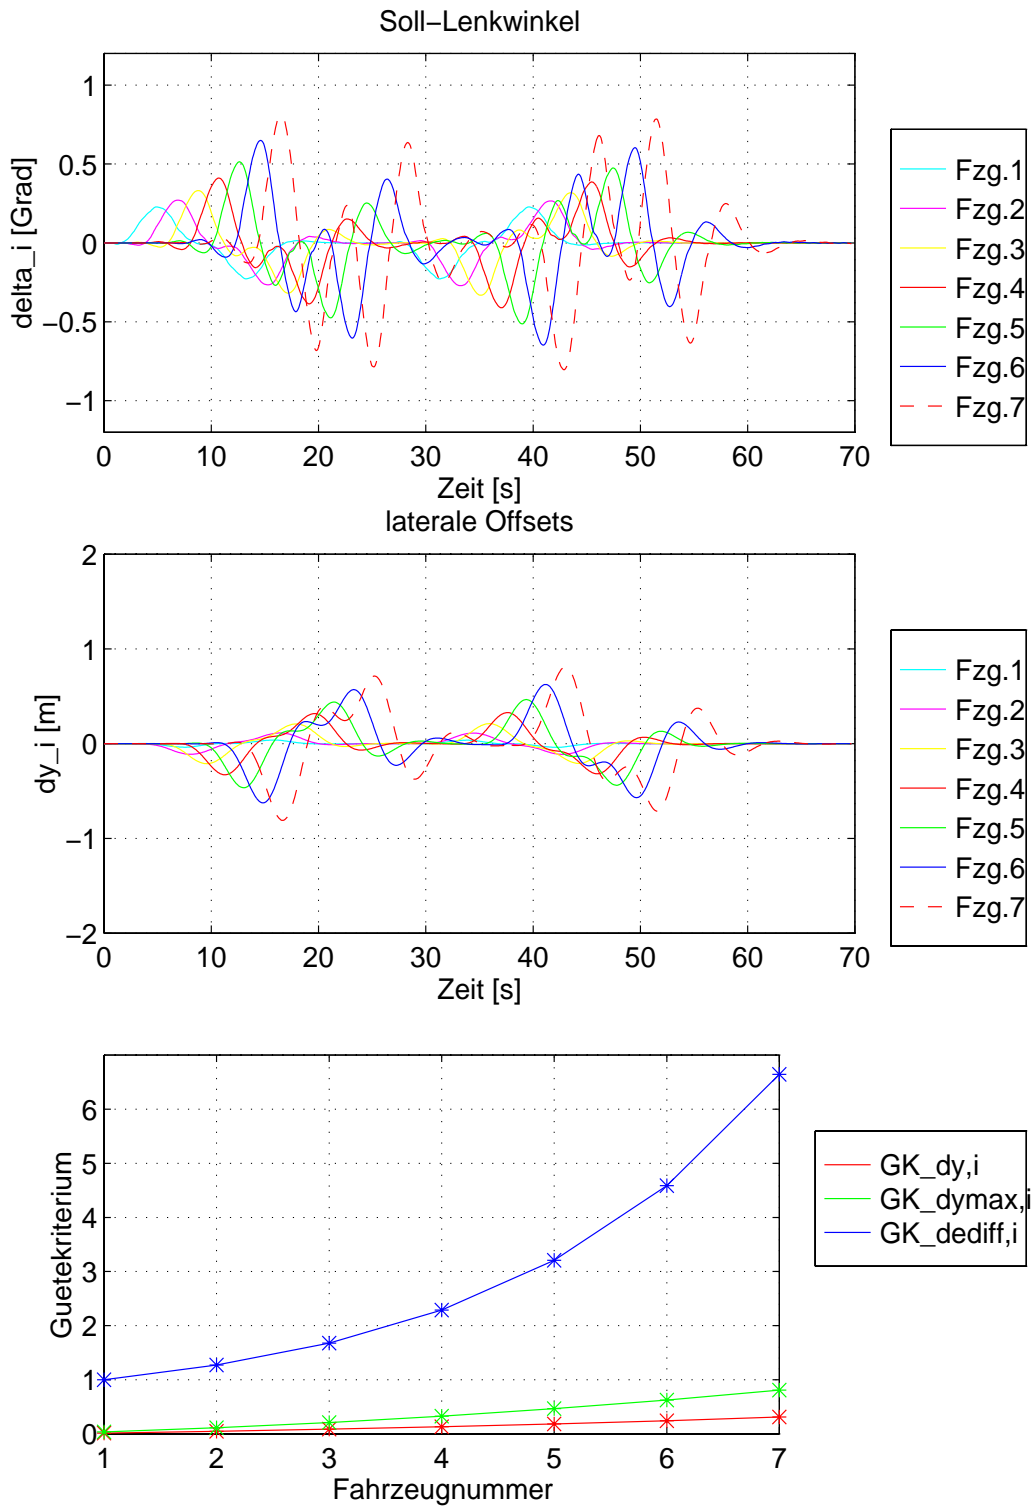 Soll−Lenkwinkel
delta_i [Grad]
1
0.5
0
−0.5
−1
0 10 20 30 40 50 60 70
Zeit [s]
Fzg.1
Fzg.2
Fzg.3
Fzg.4
Fzg.5
Fzg.6
Fzg.7
laterale Offsets
dy_i [m]
2
1
0
−1
−2
0 10 20 30 40 50 60 70
Zeit [s]
Fzg.1
Fzg.2
Fzg.3
Fzg.4
Fzg.5
Fzg.6
Fzg.7
Guetekriterium
6
5
4
3
2
1
0
1 2 3 4 5 6 7
Fahrzeugnummer
GK_dy,i
GK_dymax,i
GK_dediff,i